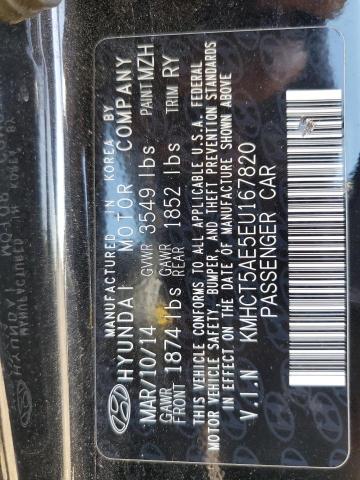 MANUFACTURED IN KOREA BY
HYUNDAI MOTOR COMPANY
MAR/10/14 GVWR 3549 lbs PAINT MZH
GAWR FRONT 1874 lbs GAWR REAR 1852 lbs TRIM RY
THIS VEHICLE CONFORMS TO ALL APPLICABLE U.S.A. FEDERAL
MOTOR VEHICLE SAFETY, BUMPER, AND THEFT PREVENTION STANDARDS
IN EFFECT ON THE DATE OF MANUFACTURE SHOWN ABOVE
V.I.N KMHCT5AE5EU167820
PASSENGER CAR